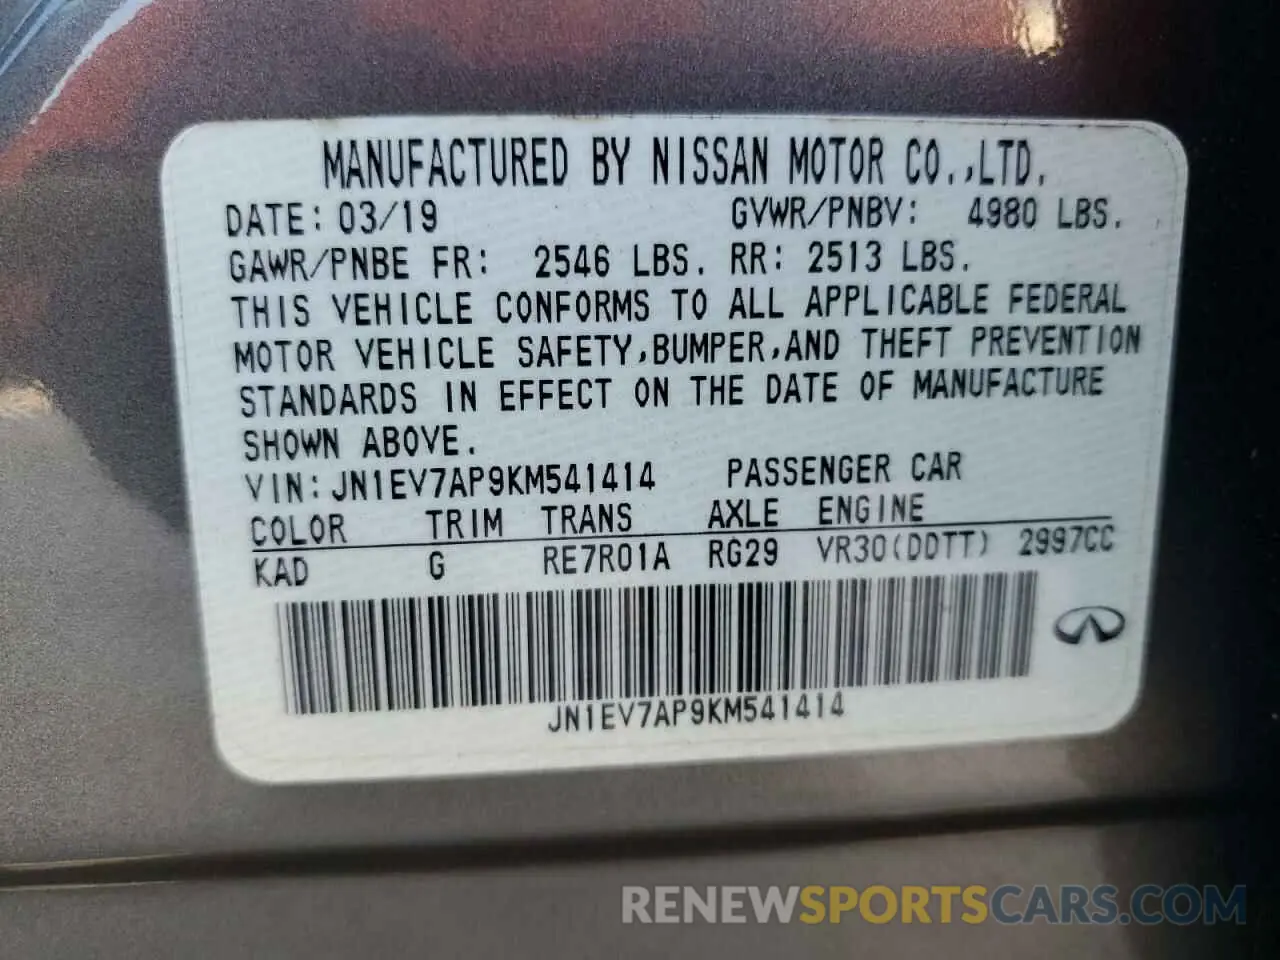 MANUFACTURED BY NISSAN MOTOR CO.,LTD.
DATE: 03/19 GVWR/PNBV: 4980 LBS.
GAWR/PNBE FR: 2546 LBS. RR: 2513 LBS.
THIS VEHICLE CONFORMS TO ALL APPLICABLE FEDERAL
MOTOR VEHICLE SAFETY,BUMPER,AND THEFT PREVENTION
STANDARDS IN EFFECT ON THE DATE OF MANUFACTURE
SHOWN ABOVE.
VIN: JN1EV7AP9KM541414 PASSENGER CAR
COLOR TRIM TRANS AXLE ENGINE
KAD G RE7R01A RG29 VR30(DDTT) 2997CC
JN1EV7AP9KM541414
RENEWSPORTSCARS.COM